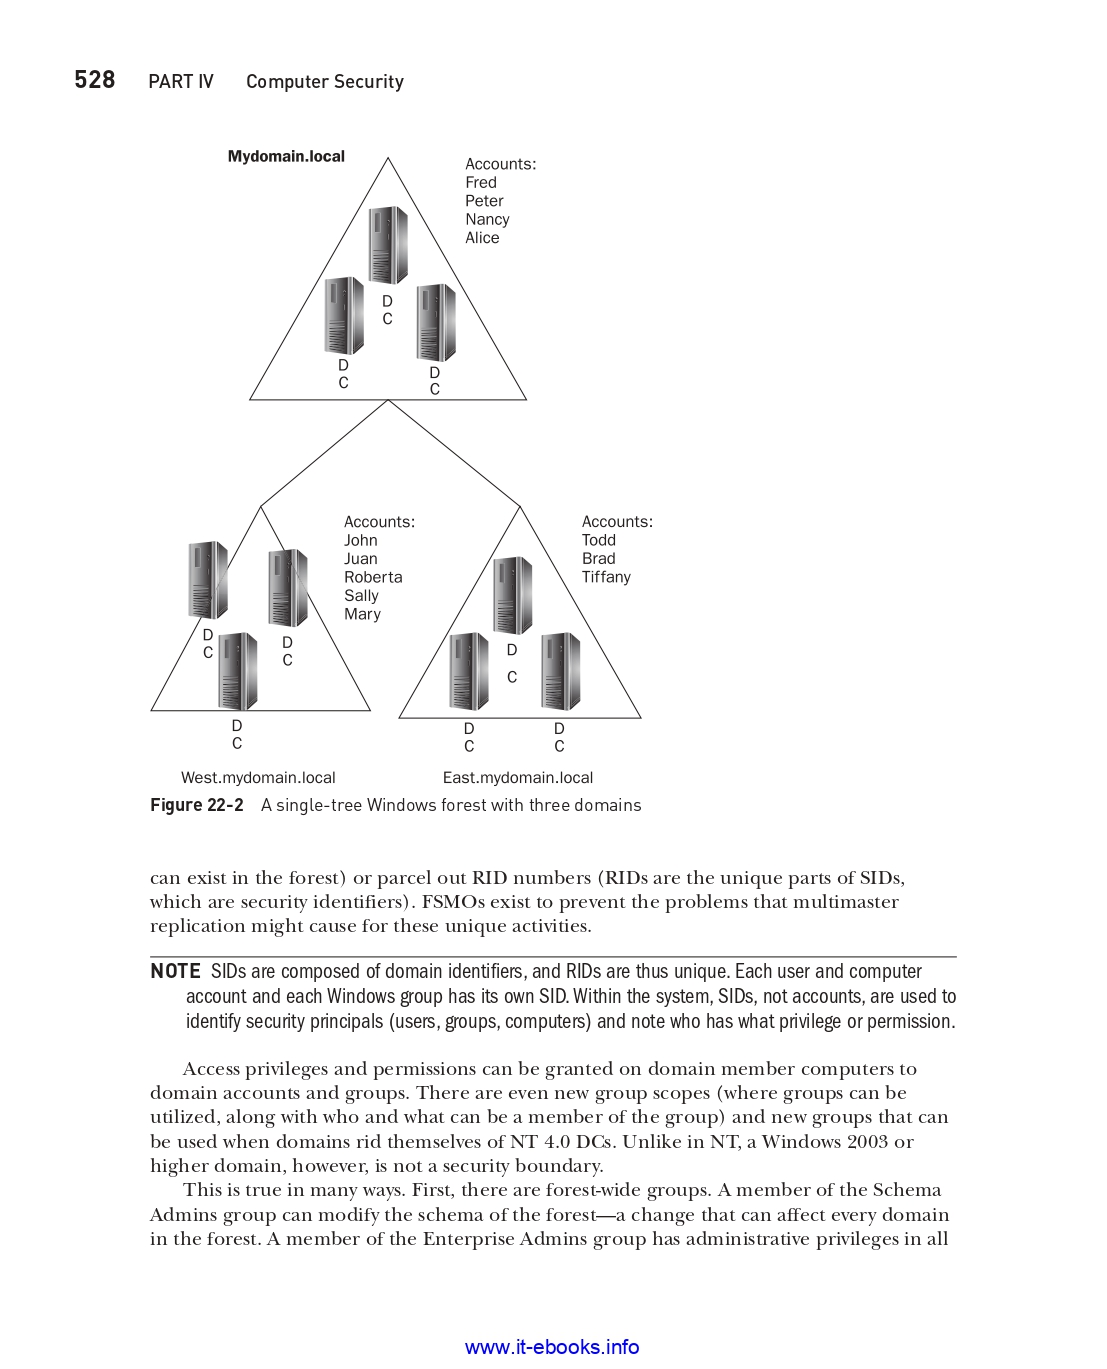 528 PART IV Computer Security
Mydomain.local
Accounts:
Fred
Peter
Nancy
Alice
D
C
D
C
D
C
Accounts:
John
Juan
Roberta
Sally
Mary
Accounts:
Todd
Brad
Tiffany
D
C
D
C
D
C
D
C
D
C
D
C
West.mydomain.local
East.mydomain.local
Figure 22-2 A single-tree Windows forest with three domains
can exist in the forest) or parcel out RID numbers (RIDs are the unique parts of SIDs,
which are security identifiers). FSMOs exist to prevent the problems that multimaster
replication might cause for these unique activities.
NOTE SIDs are composed of domain identifiers, and RIDs are thus unique. Each user and computer
account and each Windows group has its own SID. Within the system, SIDs, not accounts, are used to
identify security principals (users, groups, computers) and note who has what privilege or permission.
Access privileges and permissions can be granted on domain member computers to
domain accounts and groups. There are even new group scopes (where groups can be
utilized, along with who and what can be a member of the group) and new groups that can
be used when domains rid themselves of NT 4.0 DCs. Unlike in NT, a Windows 2003 or
higher domain, however, is not a security boundary.
This is true in many ways. First, there are forest-wide groups. A member of the Schema
Admins group can modify the schema of the forest—a change that can affect every domain
in the forest. A member of the Enterprise Admins group has administrative privileges in all
www.it-ebooks.info